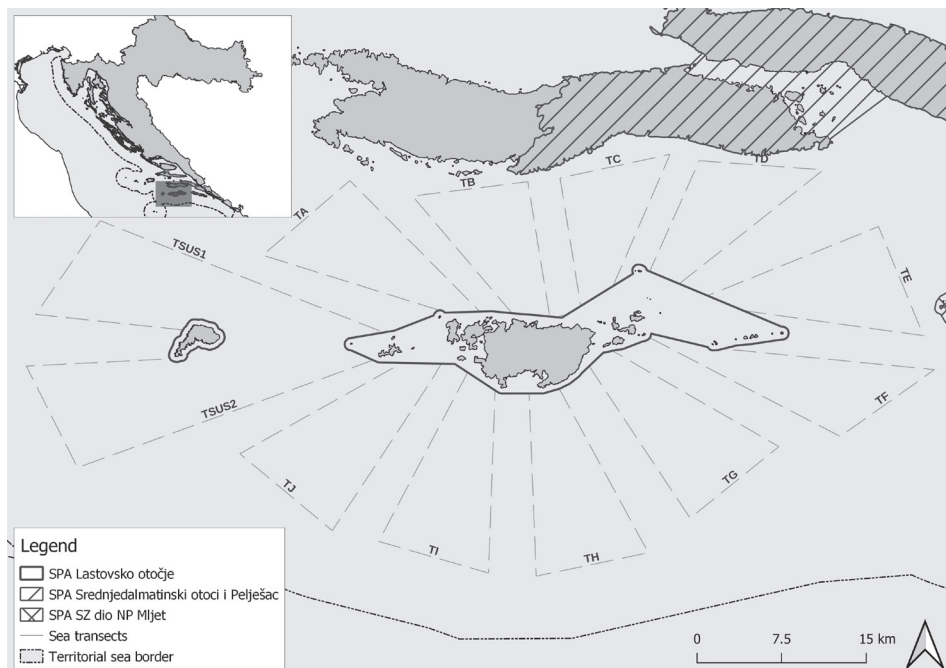 TA
TB
TC
TD
TSUS1
TE
TSUS2
TF
TJ
TG
TI
TH
Legend
SPA Lastovsko otočje
SPA Srednjedalmatinski otoci i Pelješac
SPA SZ dio NP Mljet
Sea transects
Territorial sea border
0 7.5 15 km